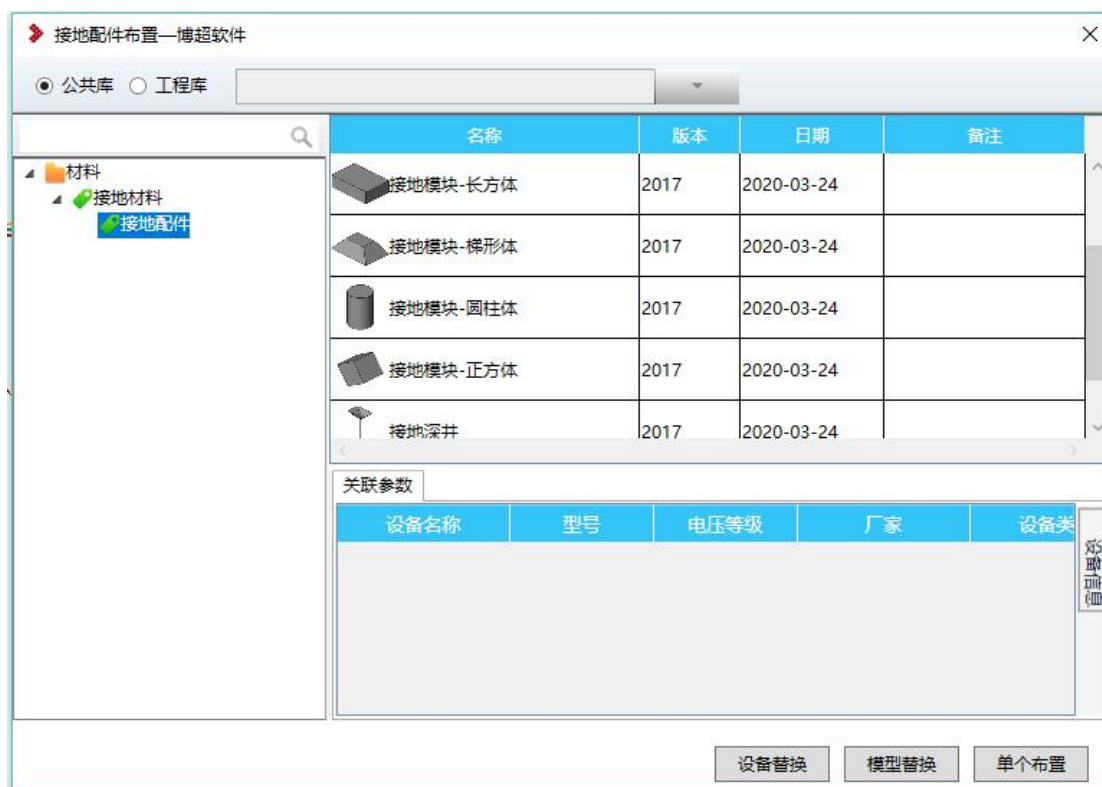 接地配件布置—博超软件
公共库 工程库
名称 版本 日期 备注
材料
接地材料
接地配件
接地模块-长方体 2017 2020-03-24
接地模块-梯形体 2017 2020-03-24
接地模块-圆柱体 2017 2020-03-24
接地模块-正方体 2017 2020-03-24
接地深井 2017 2020-03-24
关联参数
设备名称 型号 电压等级 厂家 设备类
设备信息
设备替换 模型替换 单个布置